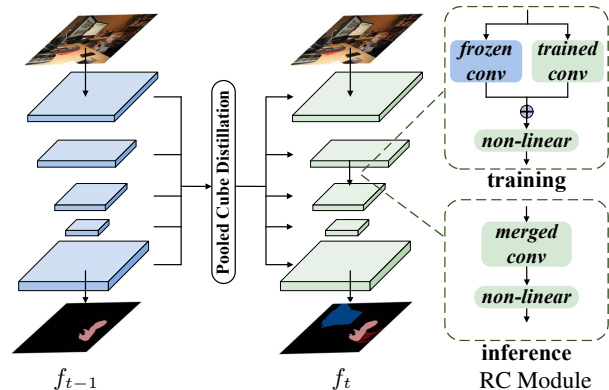 Pooled Cube Distillation
frozen
conv
trained
conv
non-linear
training
merged
conv
non-linear
inference
RC Module
f_{t-1}
f_t